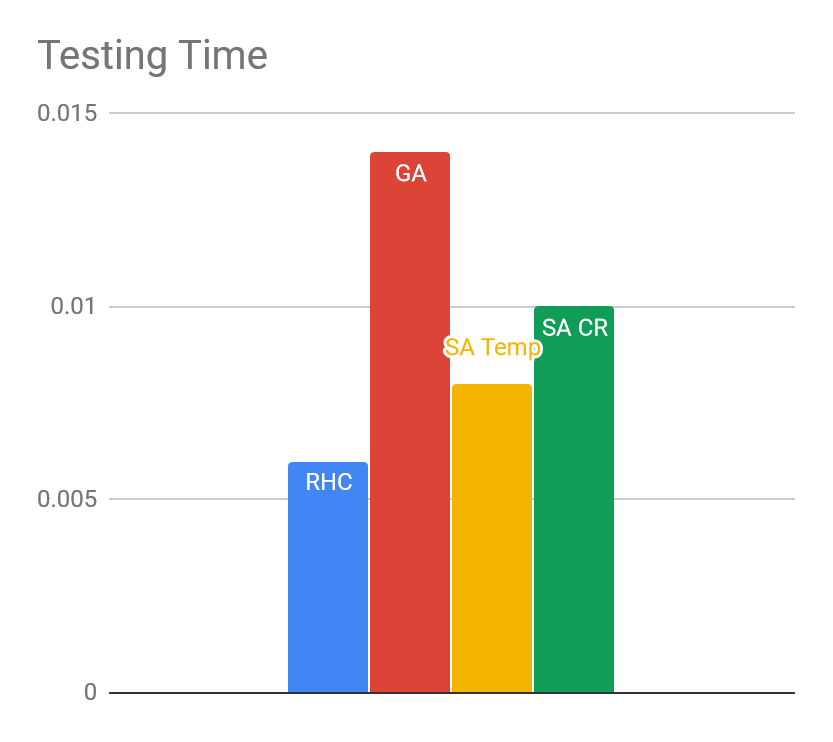 Testing Time
0.015
GA
0.01
SA CR
SA Temp
RHC
0.005
0